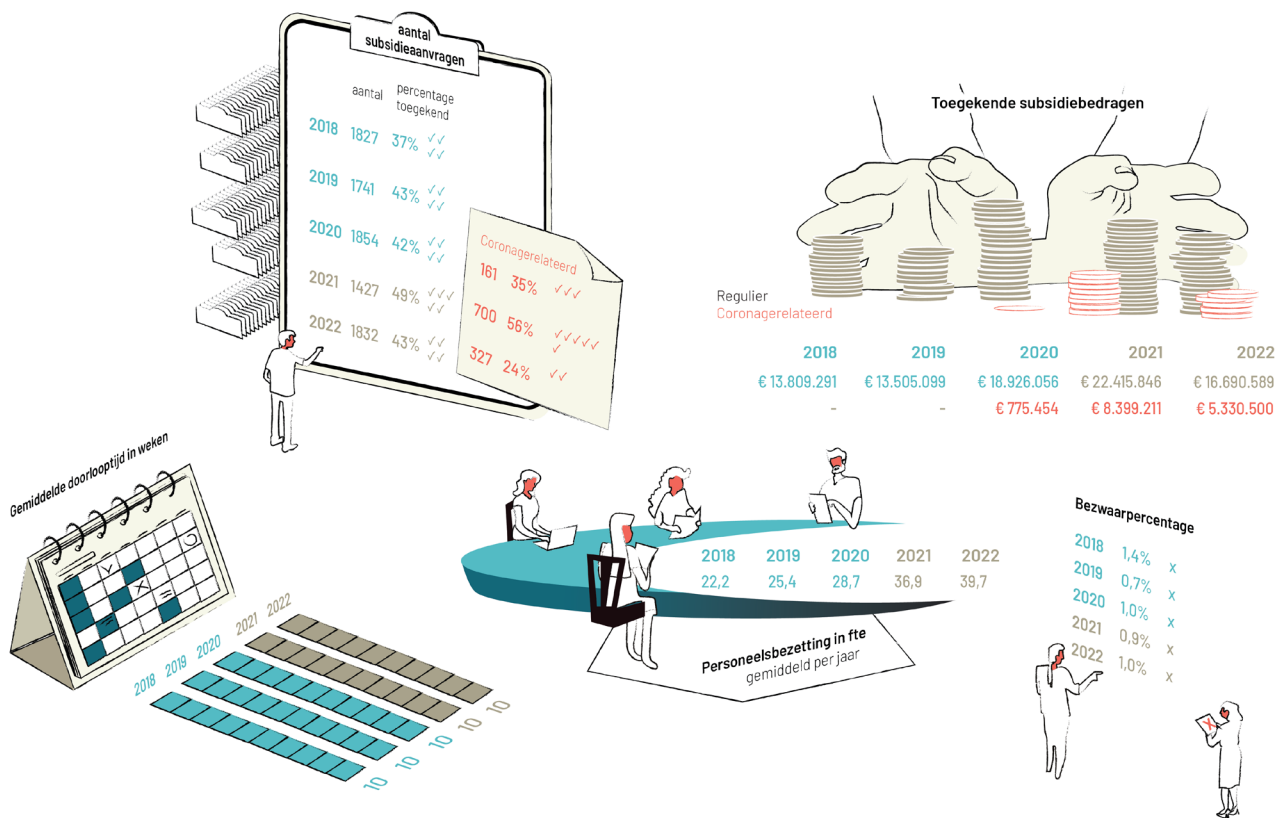 aantal
subsidieaanvragen
aantal percentage
toegekend
2018 1827 37%
2019 1741 43%
2020 1854 42%
2021 1427 49%
2022 1832 43%
Coronagerelateerd
161 35%
700 56%
327 24%
Toegekende subsidiebedragen
Regulier
Coronagerelateerd
2018 2019 2020 2021 2022
€ 13.809.291 € 13.505.099 € 18.926.056 € 22.415.846 € 16.690.589
- - € 775.454 € 8.399.211 € 5.330.500
Gemiddelde doorlooptijd in weken
2018 2019 2020 2021 2022
10 10 10 10 10
2018 2019 2020 2021 2022
22,2 25,4 28,7 36,9 39,7
Personeelsbezetting in fte
gemiddeld per jaar
Bezwaarpercentage
2018 1,4% x
2019 0,7% x
2020 1,0% x
2021 0,9% x
2022 1,0% x